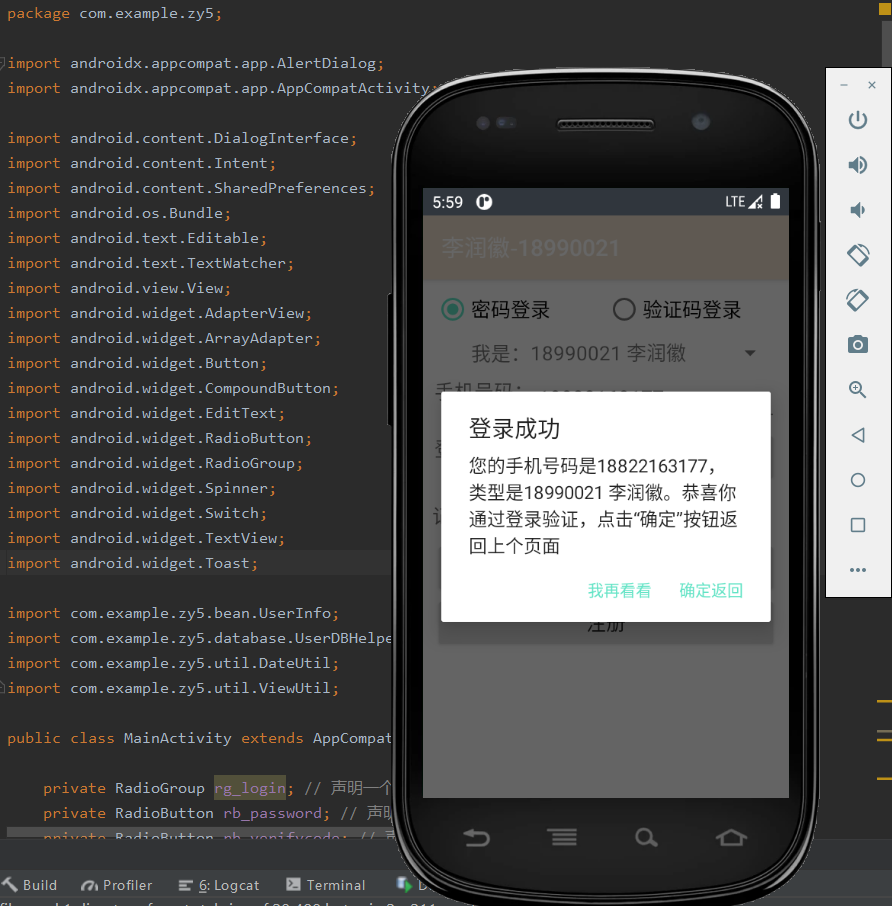 package com.example.zy5;
import androidx.appcompat.app.AlertDialog;
import androidx.appcompat.app.AppCompatActivity;
import android.content.DialogInterface;
import android.content.Intent;
import android.content.SharedPreferences;
import android.os.Bundle;
import android.text.Editable;
import android.text.TextWatcher;
import android.view.View;
import android.widget.AdapterView;
import android.widget.ArrayAdapter;
import android.widget.Button;
import android.widget.CompoundButton;
import android.widget.EditText;
import android.widget.RadioButton;
import android.widget.RadioGroup;
import android.widget.Spinner;
import android.widget.Switch;
import android.widget.TextView;
import android.widget.Toast;
import com.example.zy5.bean.UserInfo;
import com.example.zy5.database.UserDBHelpe
import com.example.zy5.util.DateUtil;
import com.example.zy5.util.ViewUtil;
public class MainActivity extends AppCompat
private RadioGroup rg_login; // 声明一个
private RadioButton rb_password; // 声明
private RadioButton rb_verifycode; //
Build
Profiler
6: Logcat
Terminal
5:59
LTE
李润徽-18990021
密码登录 验证码登录
我是：18990021 李润徽
手机号码：
登录成功
您的手机号码是18822163177，
类型是18990021 李润徽。恭喜你
通过登录验证，点击“确定”按钮返
回上个页面
我再看看 确定返回
注册